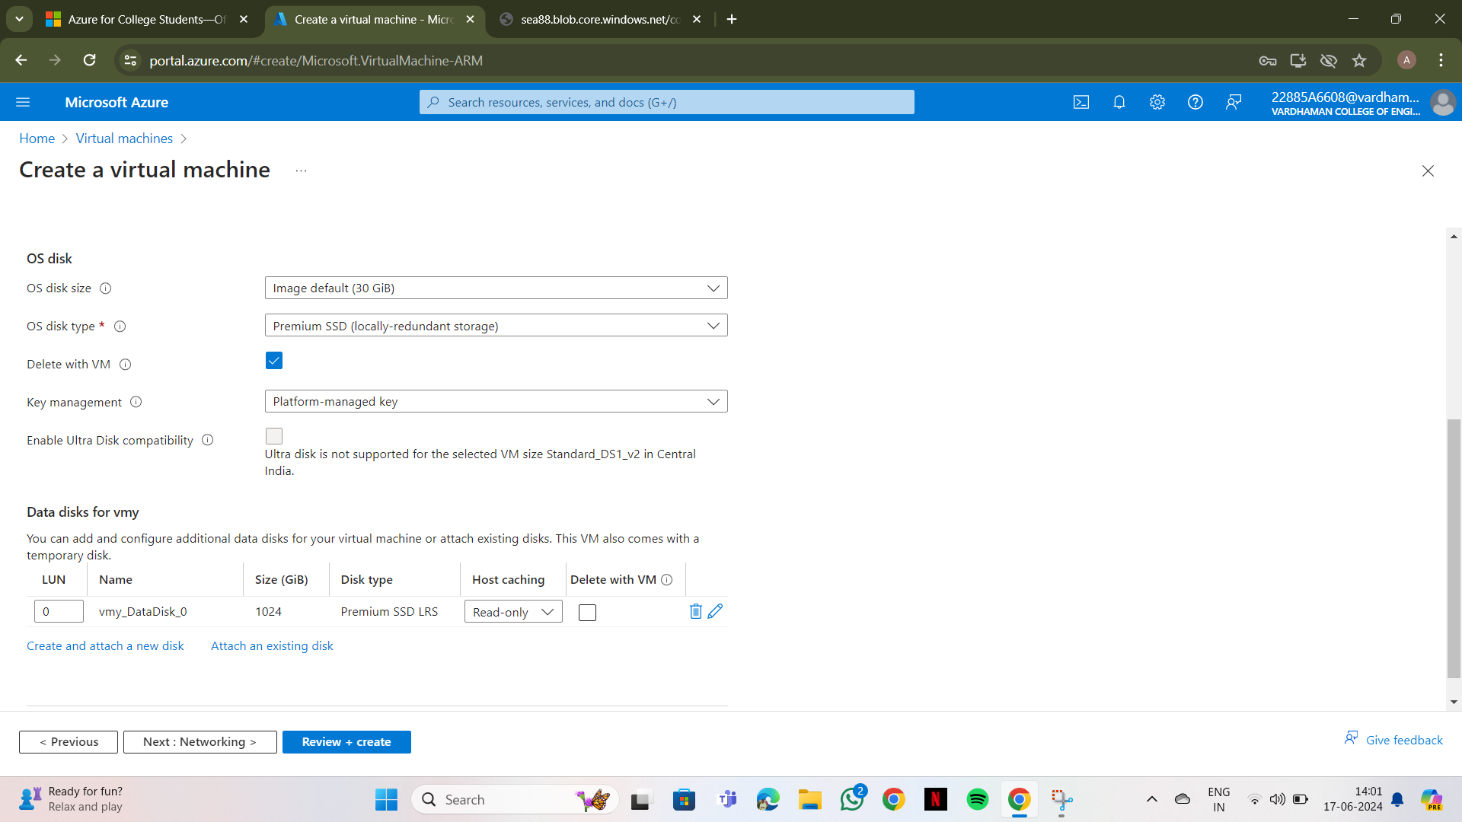 Azure for College Students—Of
Create a virtual machine - Micro
sea88.blob.core.windows.net/co
portal.azure.com/#create/Microsoft.VirtualMachine-ARM
A
Microsoft Azure
Search resources, services, and docs (G+/)
22885A6608@vardham...
VARDHAMAN COLLEGE OF ENGI...
Home > Virtual machines >
Create a virtual machine ...
OS disk
OS disk size
Image default (30 GiB)
OS disk type *
Premium SSD (locally-redundant storage)
Delete with VM
Key management
Platform-managed key
Enable Ultra Disk compatibility
Ultra disk is not supported for the selected VM size Standard_DS1_v2 in Central
India.
Data disks for vmy
You can add and configure additional data disks for your virtual machine or attach existing disks. This VM also comes with a
temporary disk.
LUN Name Size (GiB) Disk type Host caching Delete with VM
0 vmy_DataDisk_0 1024 Premium SSD LRS Read-only
Create and attach a new disk Attach an existing disk
< Previous Next : Networking > Review + create
Give feedback
Ready for fun?
Relax and play
Search
2
N
ENG
IN
14:01
17-06-2024
PRE